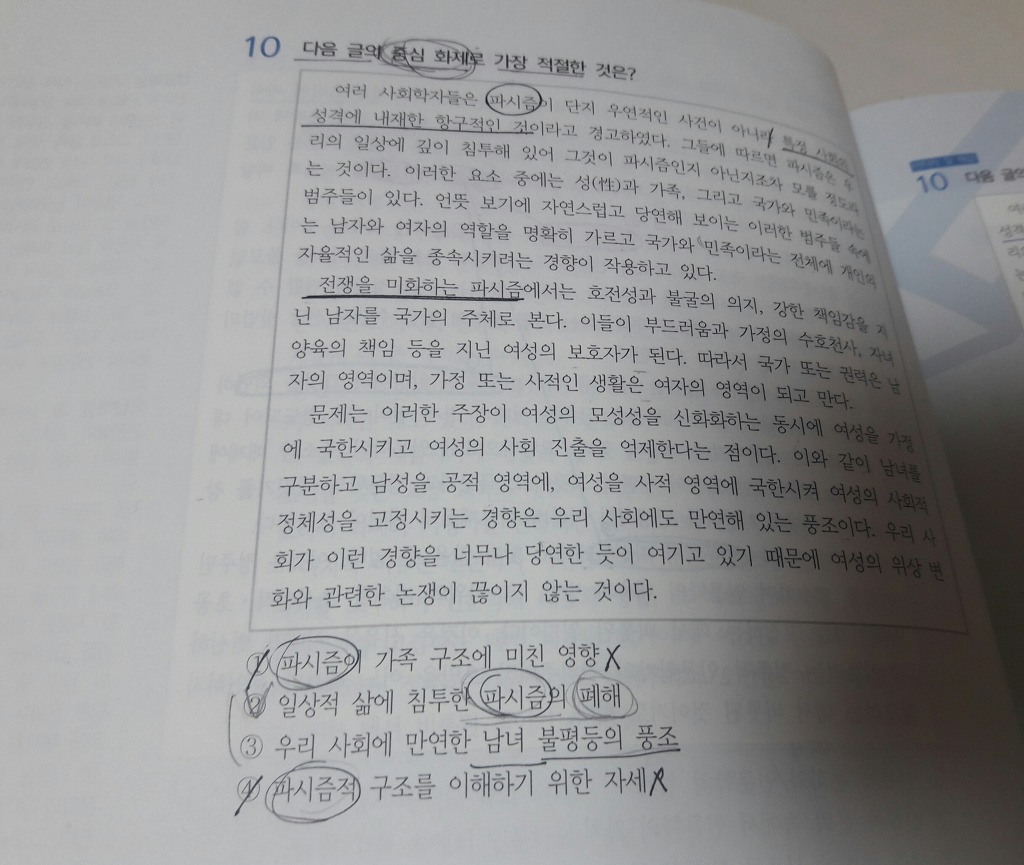 10 다음 글의 중심 화제로 가장 적절한 것은?
여러 사회학자들은 파시즘이 단지 우연적인 사건이 아니라 특정 사회의
성격에 내재한 항구적인 것이라고 경고하였다. 그들에 따르면 파시즘은 우
리의 일상에 깊이 침투해 있어 그것이 파시즘인지 아닌지조차 모를 정도라
는 것이다. 이러한 요소 중에는 성(性)과 가족, 그리고 국가와 민족이라는
범주들이 있다. 언뜻 보기에 자연스럽고 당연해 보이는 이러한 범주들 속에
는 남자와 여자의 역할을 명확히 가르고 국가와 민족이라는 전체에 개인의
자율적인 삶을 종속시키려는 경향이 작용하고 있다.
전쟁을 미화하는 파시즘에서는 호전성과 불굴의 의지, 강한 책임감을 지
닌 남자를 국가의 주체로 본다. 이들이 부드러움과 가정의 수호천사, 자녀
양육의 책임 등을 지닌 여성의 보호자가 된다. 따라서 국가 또는 권력은 남
자의 영역이며, 가정 또는 사적인 생활은 여자의 영역이 되고 만다.
문제는 이러한 주장이 여성의 모성성을 신화화하는 동시에 여성을 가정
에 국한시키고 여성의 사회 진출을 억제한다는 점이다. 이와 같이 남녀를
구분하고 남성을 공적 영역에, 여성을 사적 영역에 국한시켜 여성의 사회적
정체성을 고정시키는 경향은 우리 사회에도 만연해 있는 풍조이다. 우리 사
회가 이런 경향을 너무나 당연한 듯이 여기고 있기 때문에 여성의 위상 변
화와 관련한 논쟁이 끊이지 않는 것이다.
① 파시즘이 가족 구조에 미친 영향
② 일상적 삶에 침투한 파시즘의 폐해
③ 우리 사회에 만연한 남녀 불평등의 풍조
④ 파시즘적 구조를 이해하기 위한 자세
10 다음 글의